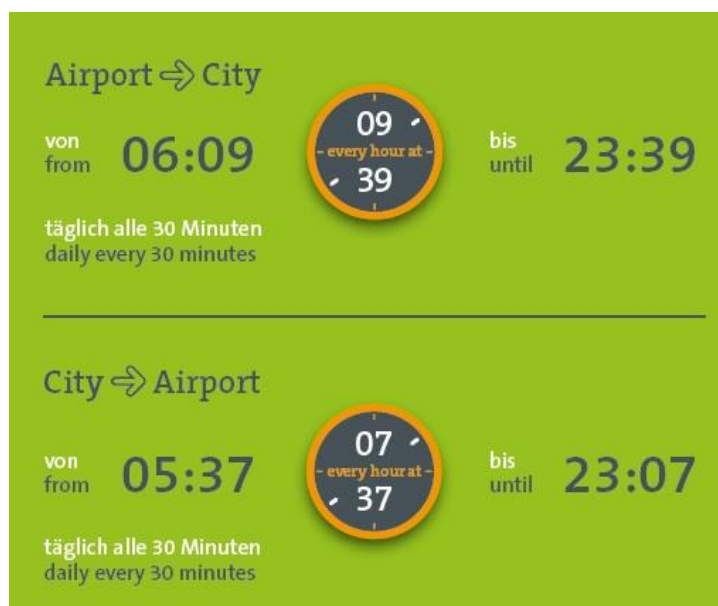 Airport ⇨ City
von
from 06:09
09
every hour at
39
bis
until 23:39
täglich alle 30 Minuten
daily every 30 minutes
City ⇨ Airport
von
from 05:37
07
every hour at
37
bis
until 23:07
täglich alle 30 Minuten
daily every 30 minutes